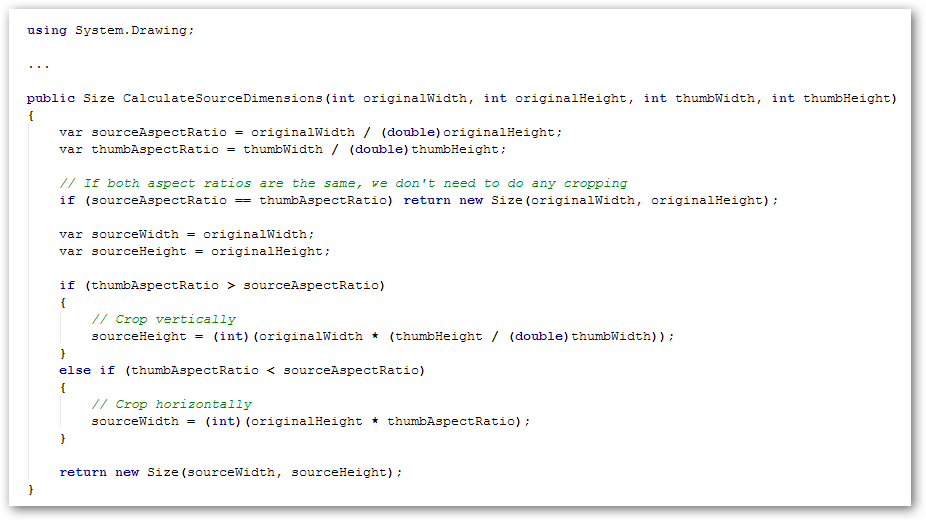 using System.Drawing;
...
public Size CalculateSourceDimensions(int originalWidth, int originalHeight, int thumbWidth, int thumbHeight)
{
var sourceAspectRatio = originalWidth / (double)originalHeight;
var thumbAspectRatio = thumbWidth / (double)thumbHeight;
// If both aspect ratios are the same, we don't need to do any cropping
if (sourceAspectRatio == thumbAspectRatio) return new Size(originalWidth, originalHeight);
var sourceWidth = originalWidth;
var sourceHeight = originalHeight;
if (thumbAspectRatio > sourceAspectRatio)
{
// Crop vertically
sourceHeight = (int)(originalWidth * (thumbHeight / (double)thumbWidth));
}
else if (thumbAspectRatio < sourceAspectRatio)
{
// Crop horizontally
sourceWidth = (int)(originalHeight * thumbAspectRatio);
}
return new Size(sourceWidth, sourceHeight);
}